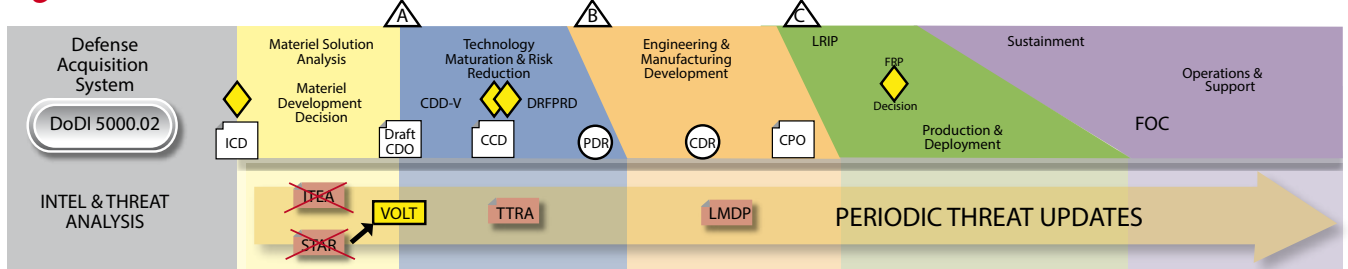 A
B
C
Defense
Acquisition
System
DoDI 5000.02
Materiel Solution
Analysis
Materiel
Development
Decision
ICD
Draft
CDO
Technology
Maturation & Risk
Reduction
CDD-V
DRFPRD
CCD
PDR
Engineering &
Manufacturing
Development
CDR
CPO
LRIP
FRP
Decision
Production &
Deployment
Sustainment
Operations &
Support
FOC
INTEL & THREAT
ANALYSIS
ITEA
STAR
VOLT
TTRA
LMDP
PERIODIC THREAT UPDATES